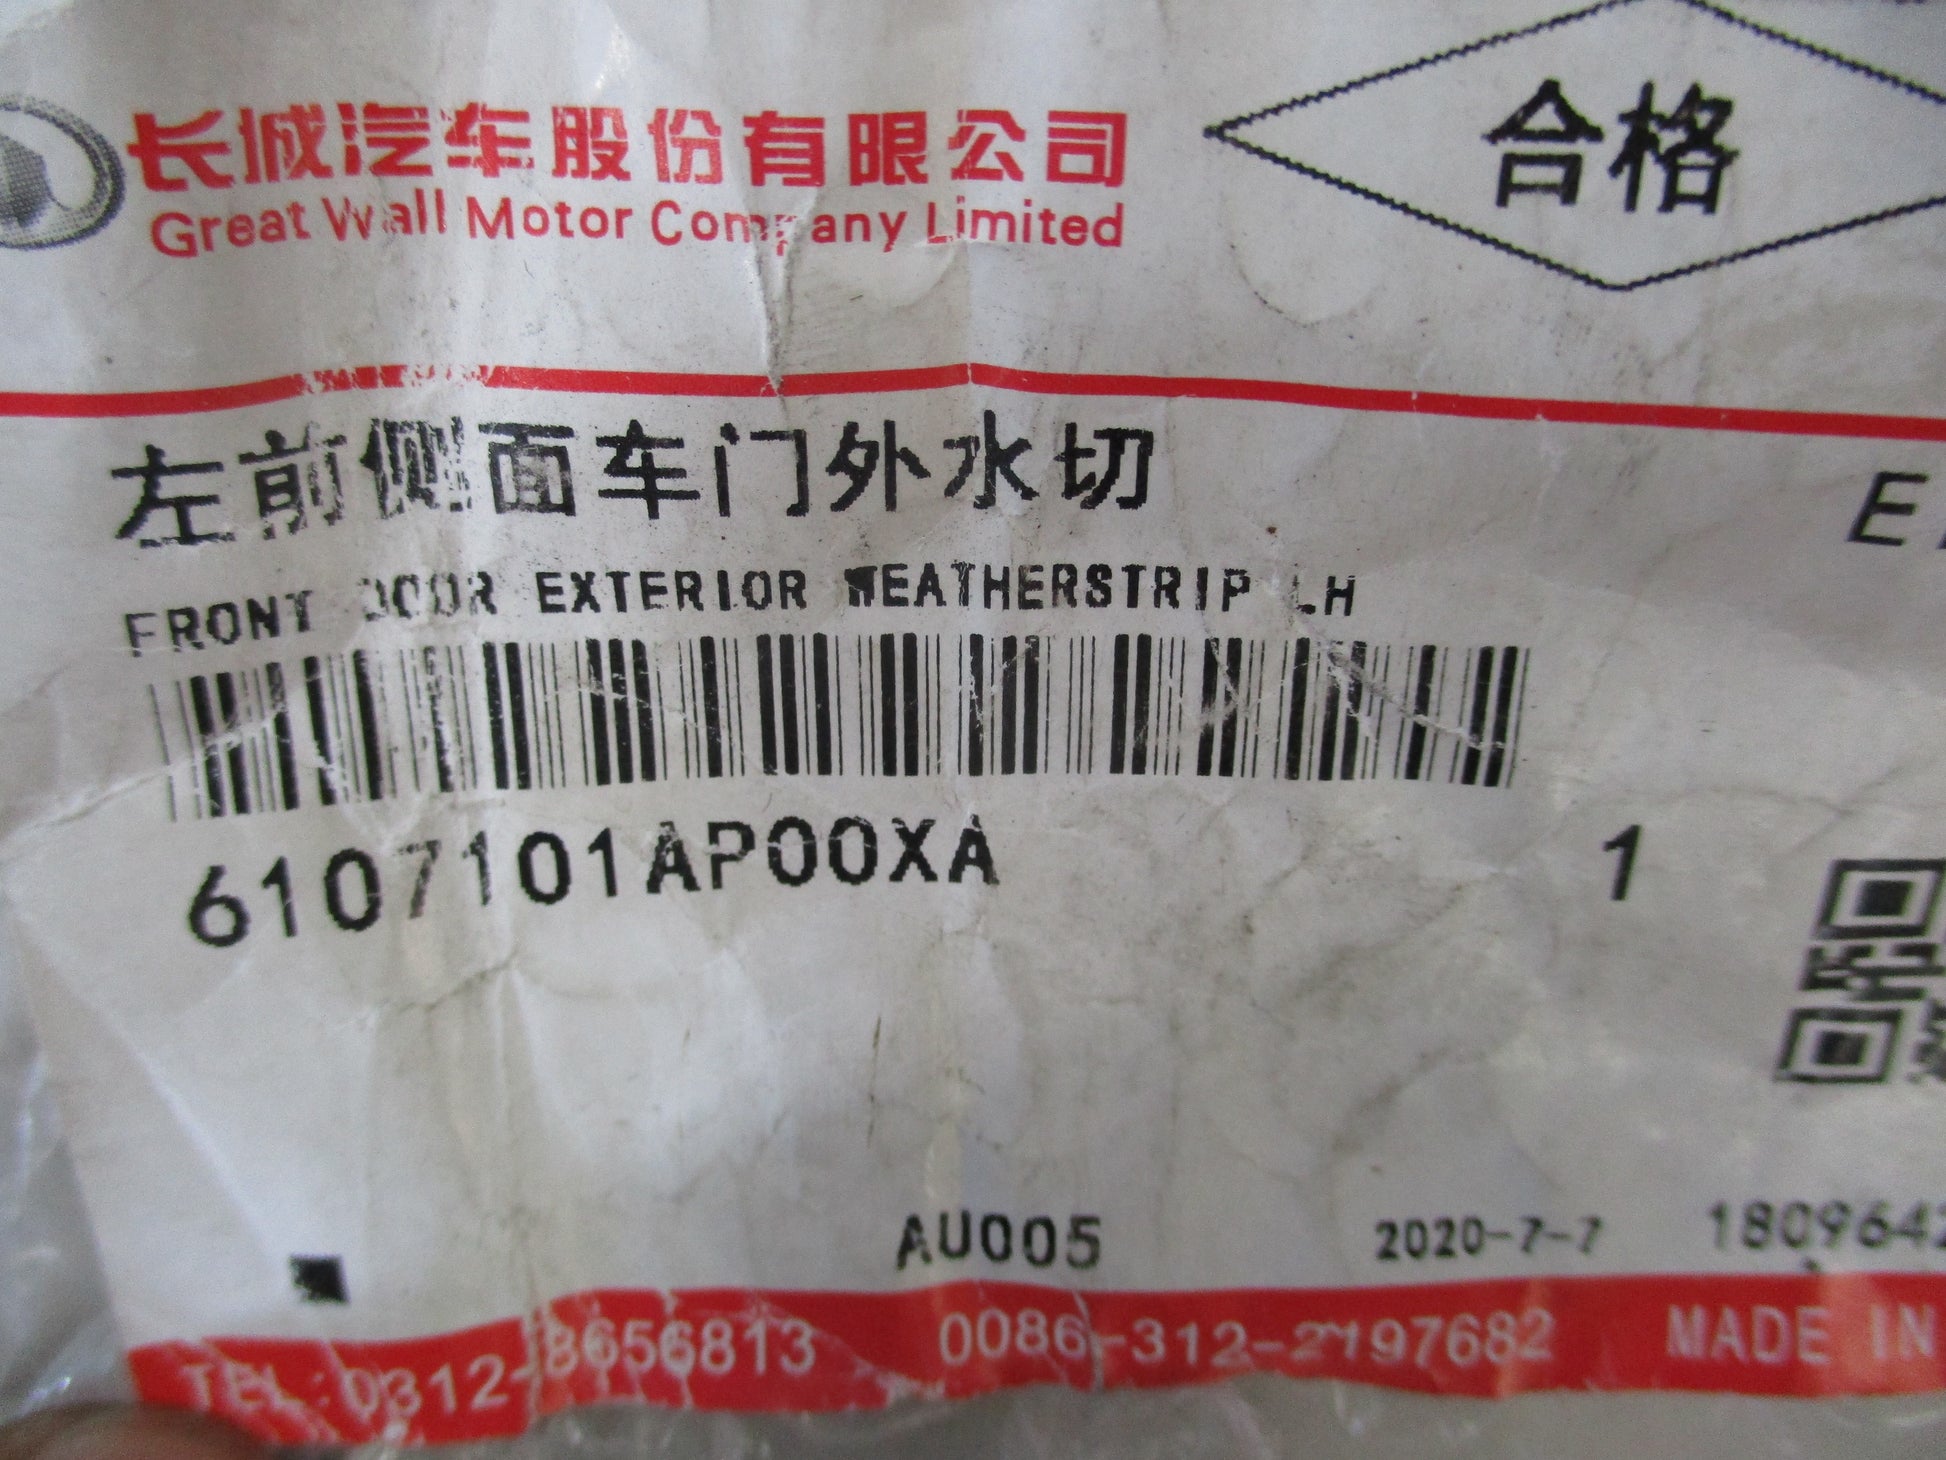 长城汽车股份有限公司
Great Wall Motor Company Limited
合格
左前侧面车门外水切
FRONT DOOR EXTERIOR WEATHERSTRIP LH
6107101AP00XA
1
AU005
2020-7-7
TEL:0312-8656813 0086-312-2197682 MADE IN